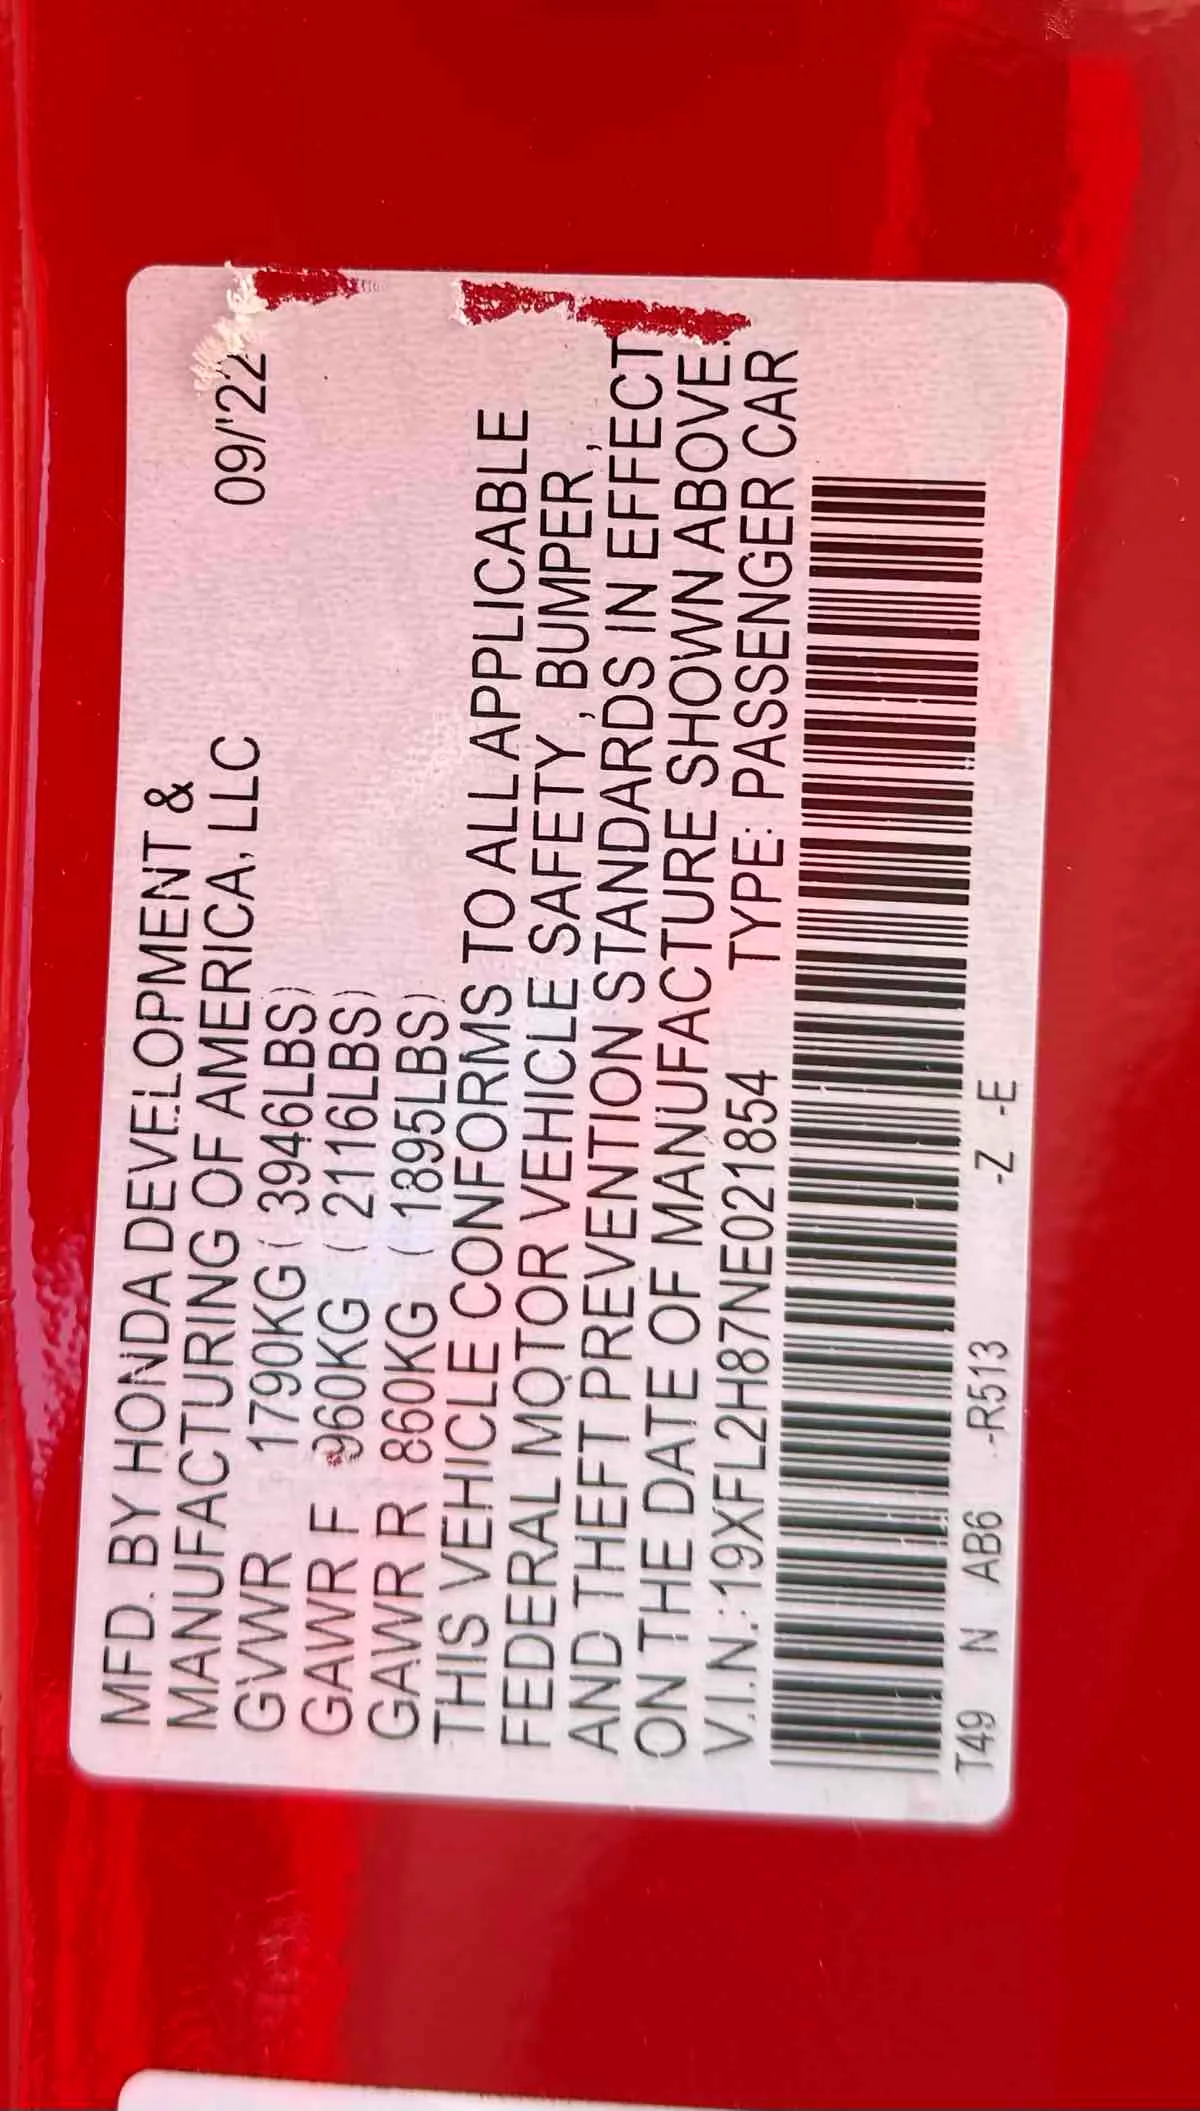 MFD. BY HONDA DEVELOPMENT &
MANUFACTURING OF AMERICA, LLC 09/'22
GVWR 1790KG ( 3946LBS)
GAWR F 960KG ( 2116LBS)
GAWR R 860KG ( 1895LBS)
THIS VEHICLE CONFORMS TO ALL APPLICABLE
FEDERAL MOTOR VEHICLE SAFETY , BUMPER ,
AND THEFT PREVENTION STANDARDS IN EFFECT
ON THE DATE OF MANUFACTURE SHOWN ABOVE.
V.I.N.:19XFL2H87NE021854 TYPE: PASSENGER CAR
T49 N AB6 -R513 -Z -E